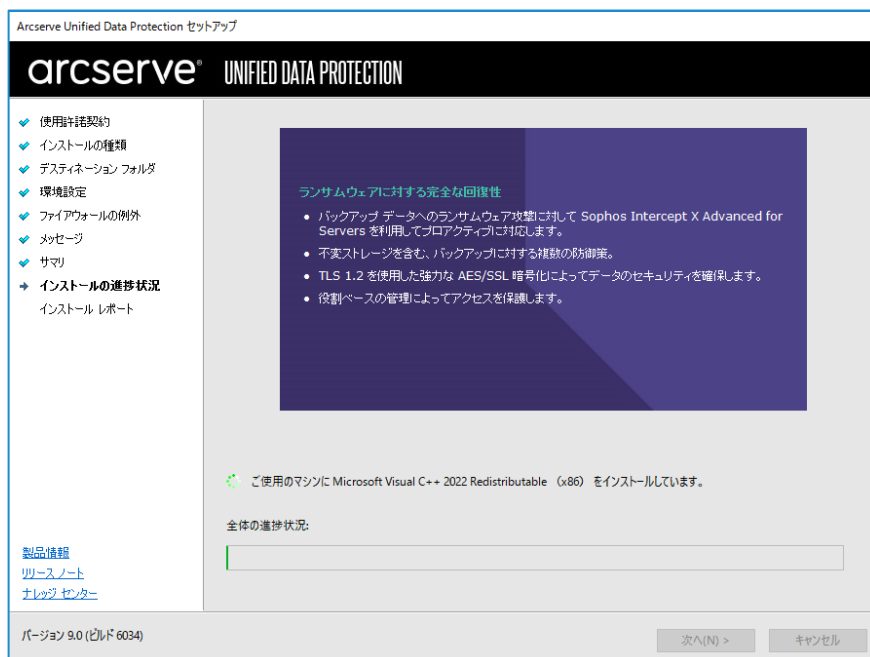 Arcserve Unified Data Protection セットアップ
arcserve® UNIFIED DATA PROTECTION
使用許諾契約
インストールの種類
デスティネーション フォルダ
環境設定
ファイアウォールの例外
メッセージ
サマリ
インストールの進捗状況
インストール レポート
ランサムウェアに対する完全な回復性
• バックアップ データへのランサムウェア攻撃に対して Sophos Intercept X Advanced for
Servers を利用してプロアクティブに対応します。
• 不変ストレージを含む、バックアップに対する複数の防御策。
• TLS 1.2 を使用した強力な AES/SSL 暗号化によってデータのセキュリティを確保します。
• 役割ベースの管理によってアクセスを保護します。
ご使用のマシンに Microsoft Visual C++ 2022 Redistributable （x86） をインストールしています。
全体の進捗状況:
製品情報
リリース ノート
ナレッジ センター
バージョン 9.0 (ビルド 6034)
次へ(N) >
キャンセル